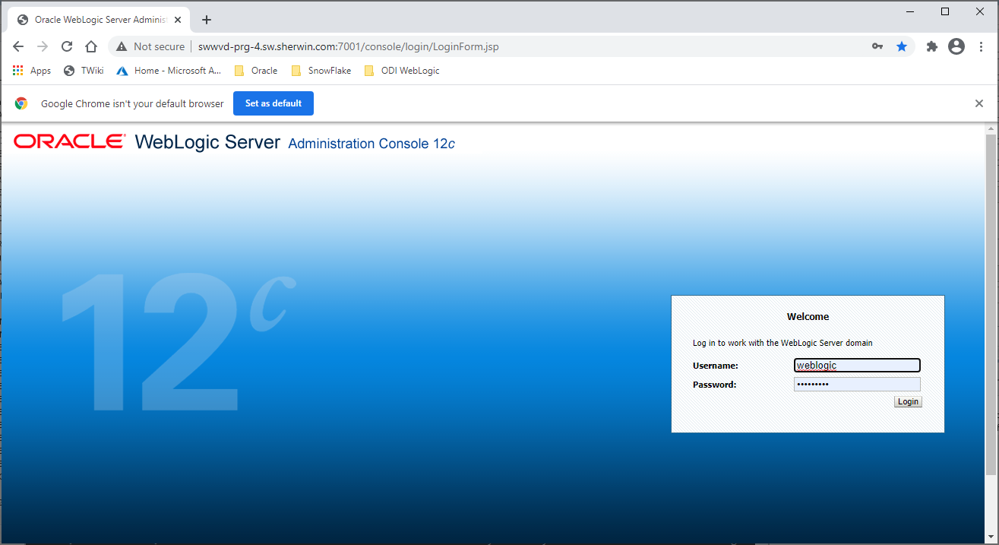 Oracle WebLogic Server Adminis
Not secure swwvd-prg-4.sw.sherwin.com:7001/console/login/LoginForm.jsp
Apps TWiki Home - Microsoft A... Oracle SnowFlake ODI WebLogic
Google Chrome isn't your default browser Set as default
ORACLE WebLogic Server Administration Console 12c
12c
Welcome
Log in to work with the WebLogic Server domain
Username: weblogic
Password: •••••••••
Login